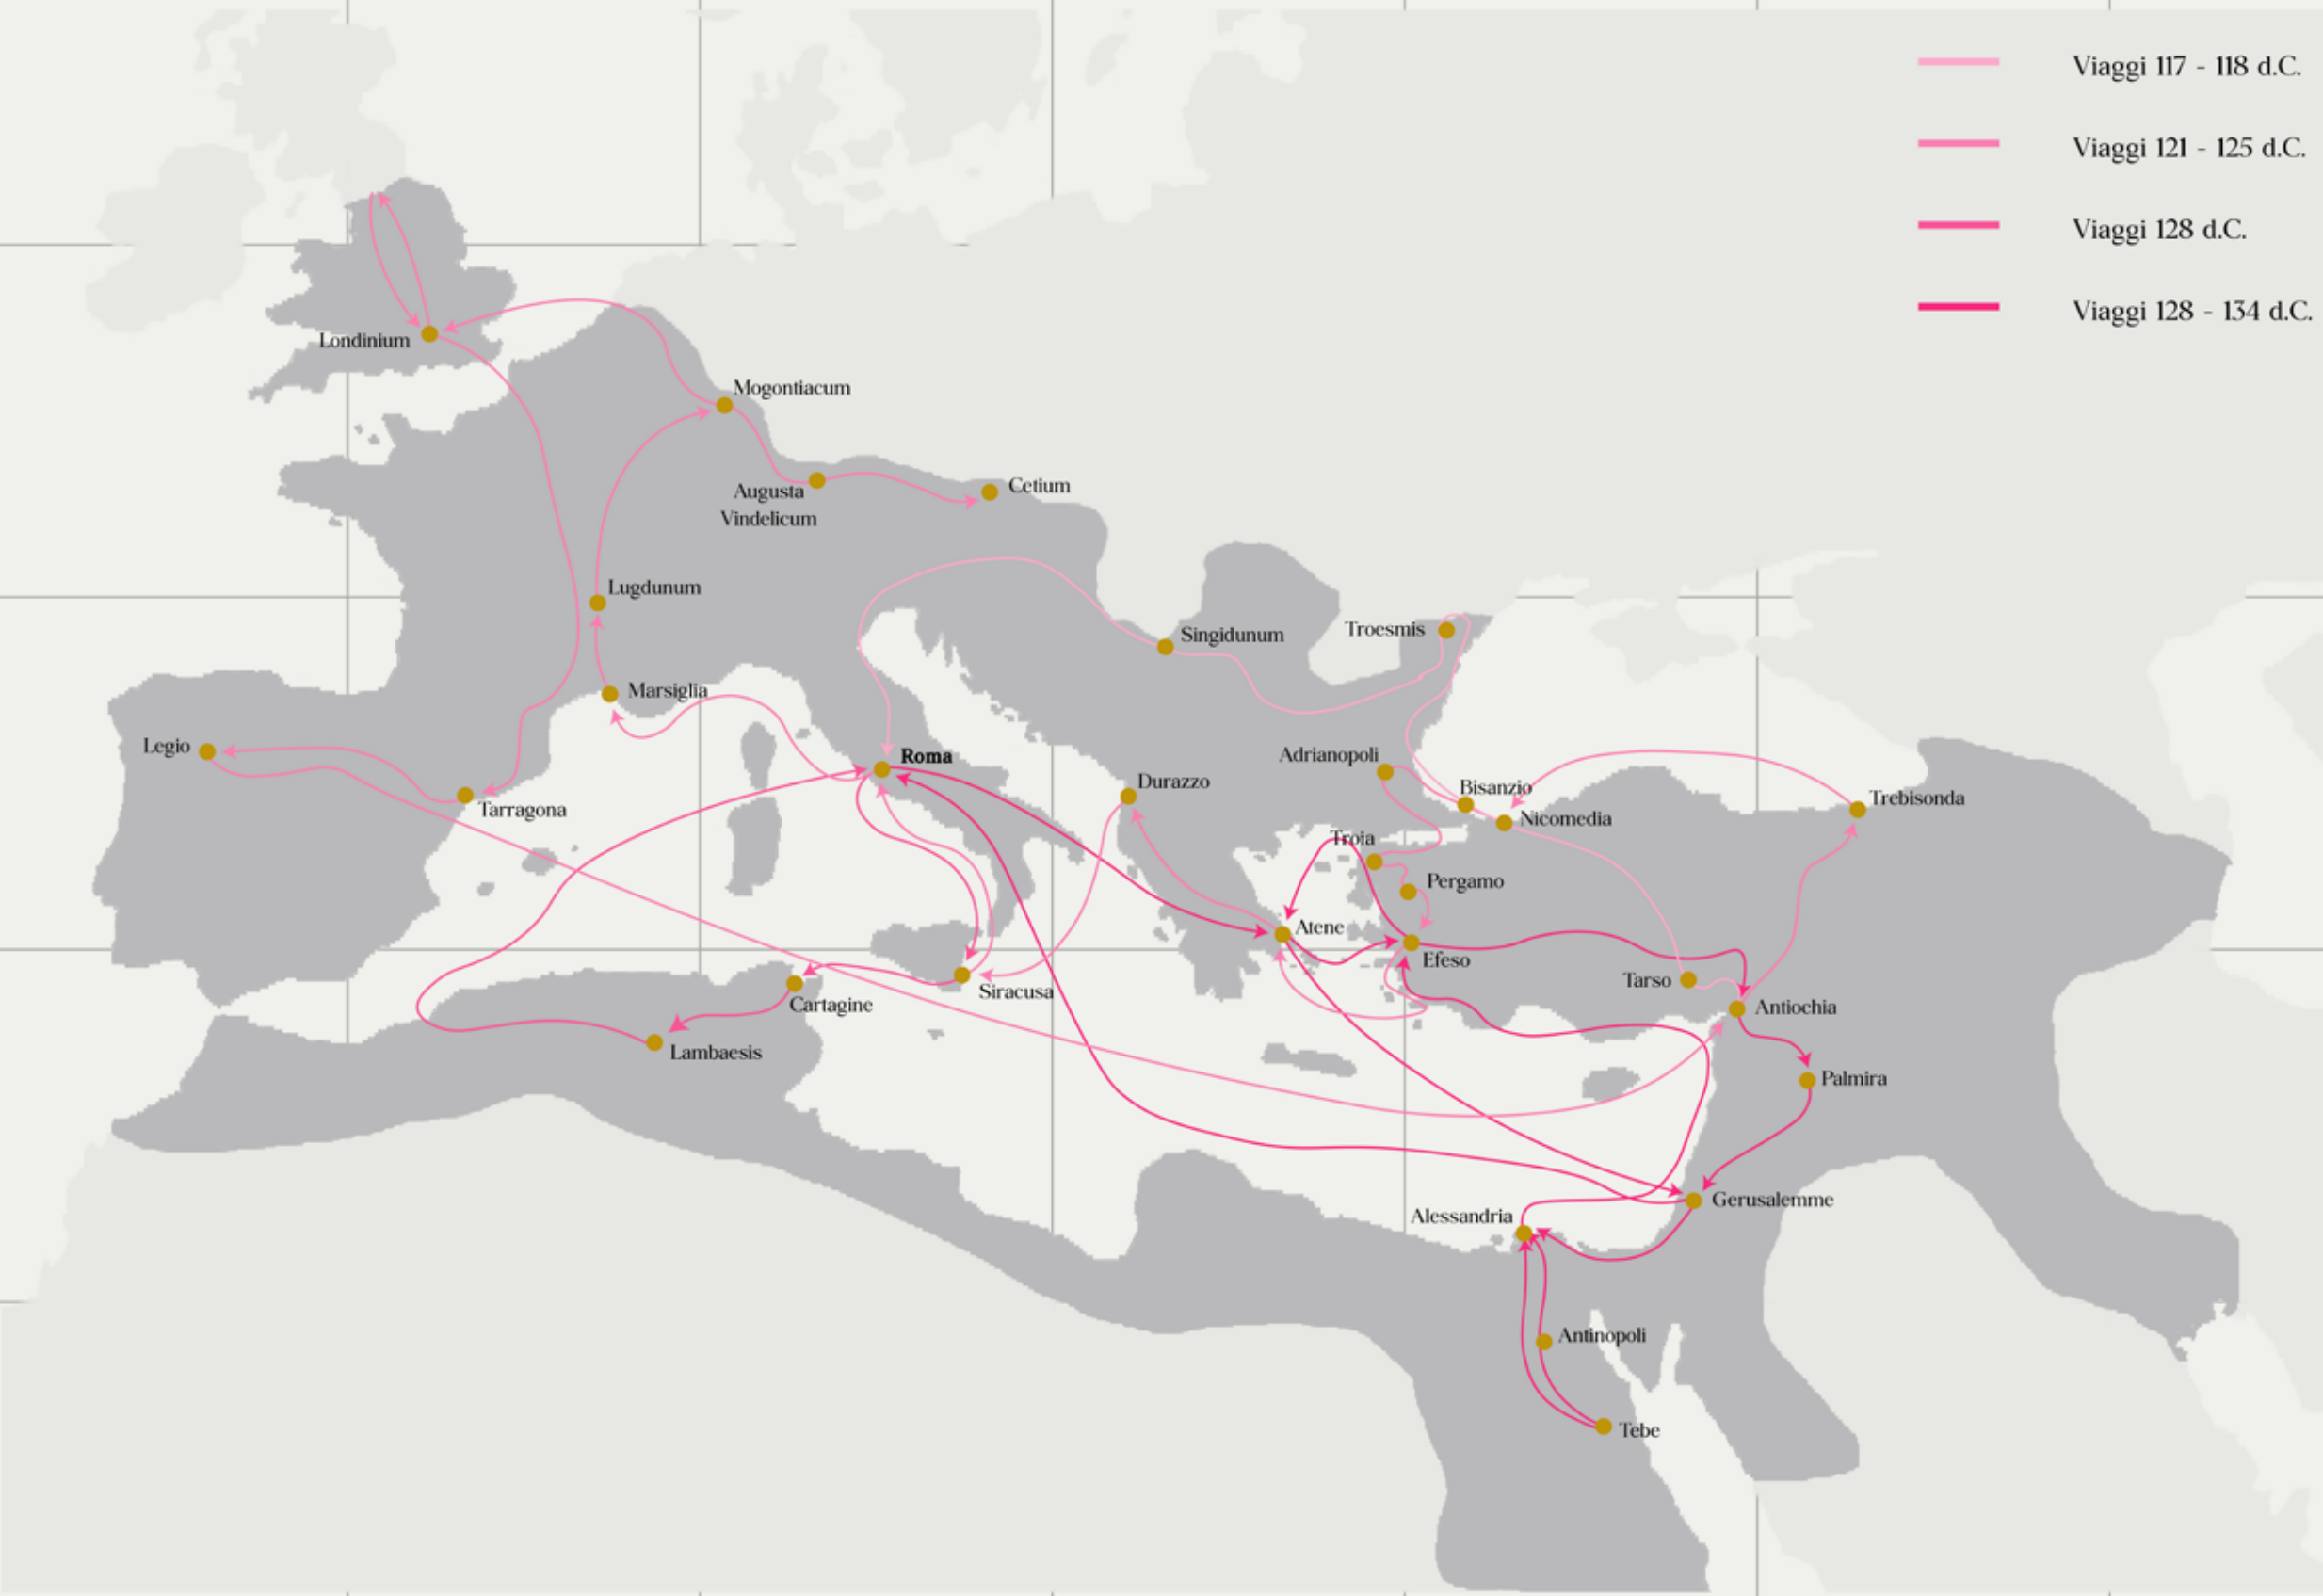 Viaggi 117 - 118 d.C.
Viaggi 121 - 125 d.C.
Viaggi 128 d.C.
Viaggi 128 - 134 d.C.
Londinium
Mogontiacum
Augusta
Vindelicum
Cetium
Lugdunum
Singidunum
Troesmis
Marsiglia
Legio
Roma
Tarragona
Durazzo
Adrianopoli
Bisanzio
Nicomedia
Trebisonda
Troia
Pergamo
Atene
Efeso
Tarso
Antiochia
Siracusa
Cartagine
Lambaesis
Palmira
Gerusalemme
Alessandria
Antinopoli
Tebe